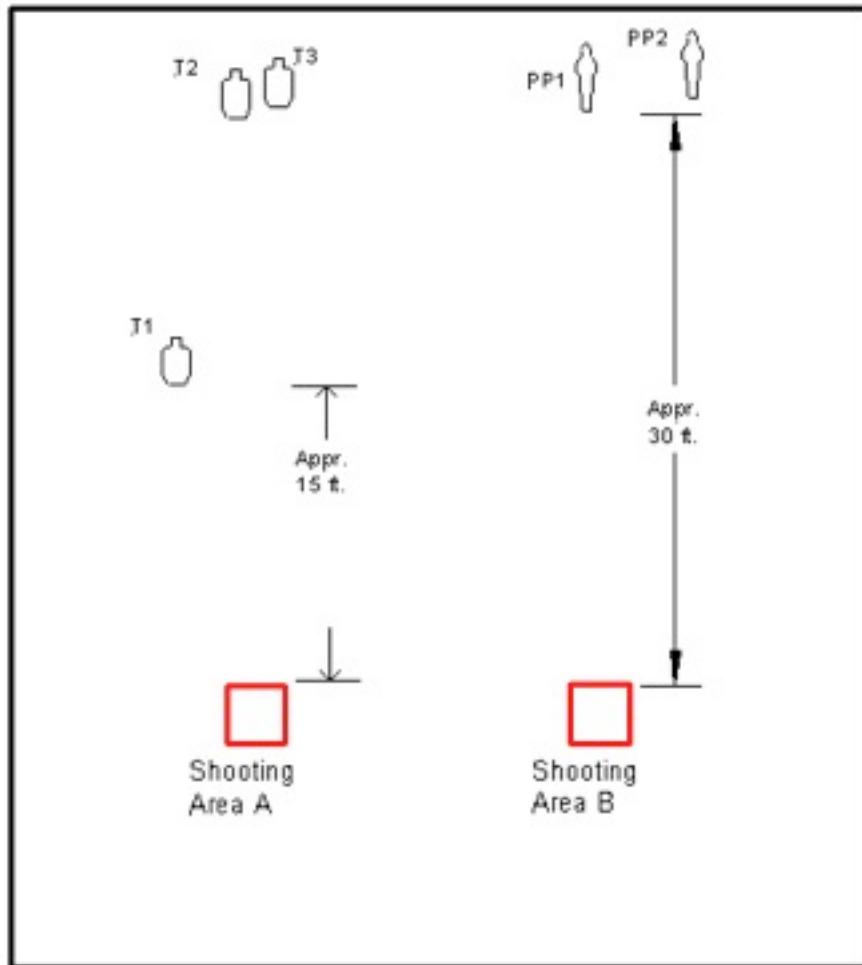 T2
T3
PP1
PP2
T1
Appr.
15 ft.
Appr.
30 ft.
Shooting
Area A
Shooting
Area B